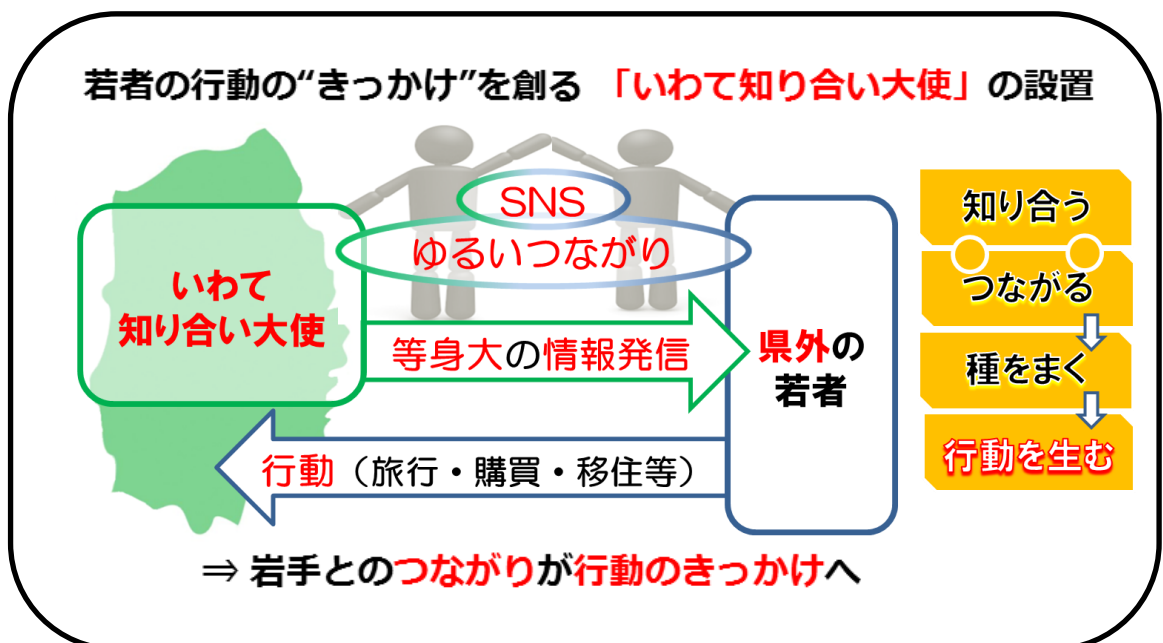 若者の行動の“きっかけ”を創る 「いわて知り合い大使」の設置
SNS
ゆるいつながり
いわて
知り合い大使
等身大の情報発信
県外の
若者
行動（旅行・購買・移住等）
知り合う
つながる
種をまく
行動を生む
⇒ 岩手とのつながりが行動のきっかけへ